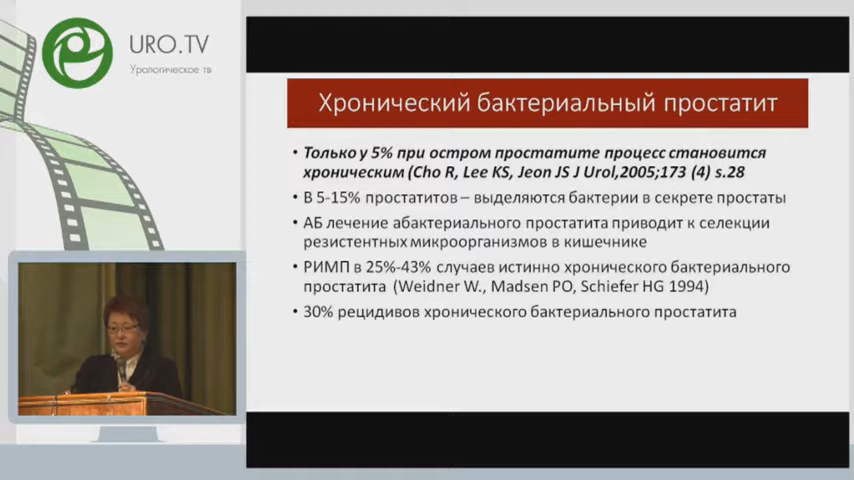 URO.TV
Урологическое тв
Хронический бактериальный простатит
• Только у 5% при остром простатите процесс становится
хроническим (Cho R, Lee KS, Jeon JS J Urol,2005;173 (4) s.28
• В 5-15% простатитов – выделяются бактерии в секрете простаты
• АБ лечение абактериального простатита приводит к селекции
резистентных микроорганизмов в кишечнике
• РИМП в 25%-43% случаев истинно хронического бактериального
простатита (Weidner W., Madsen PO, Schiefer HG 1994)
• 30% рецидивов хронического бактериального простатита